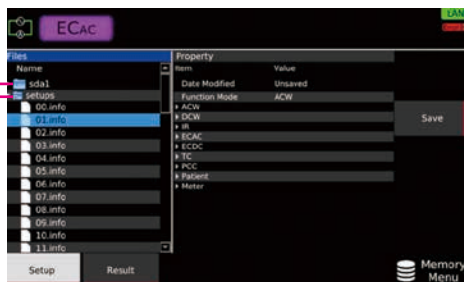 LAN
ECAC
Files
Name
sda1
setups
00.info
01.info
02.info
03.info
04.info
05.info
06.info
07.info
08.info
09.info
10.info
11.info
Property
Item Value
Date Modified Unsaved
Function Mode ACW
ACW
DCW
IR
ECAC
ECDC
TC
PCC
Patient
Meter
Save
Setup
Result
Memory
Menu